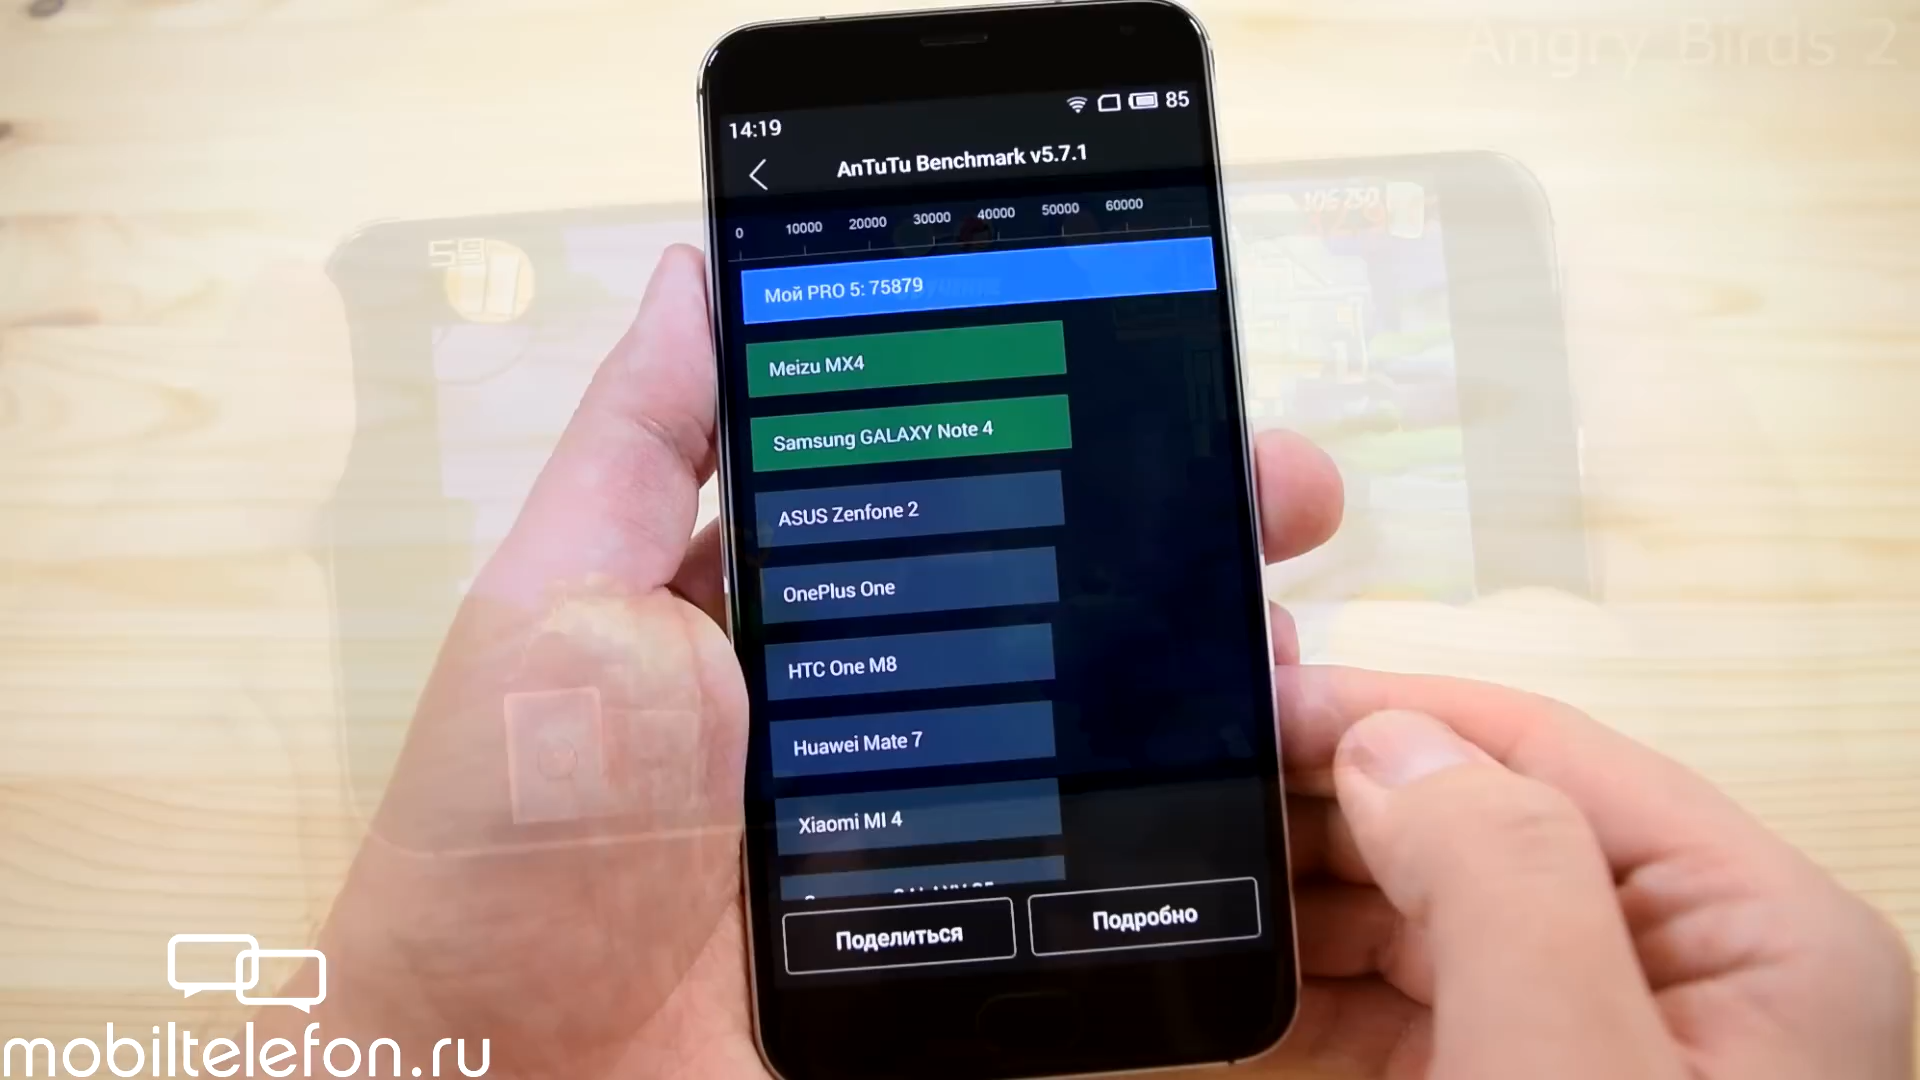 Angry Birds 2
14:19
85
AnTuTu Benchmark v5.7.1
0 10000 20000 30000 40000 50000 60000
Мой PRO 5: 75879
Meizu MX4
Samsung GALAXY Note 4
ASUS Zenfone 2
OnePlus One
HTC One M8
Huawei Mate 7
Xiaomi MI 4
Поделиться
Подробно
59
mobiltelefon.ru